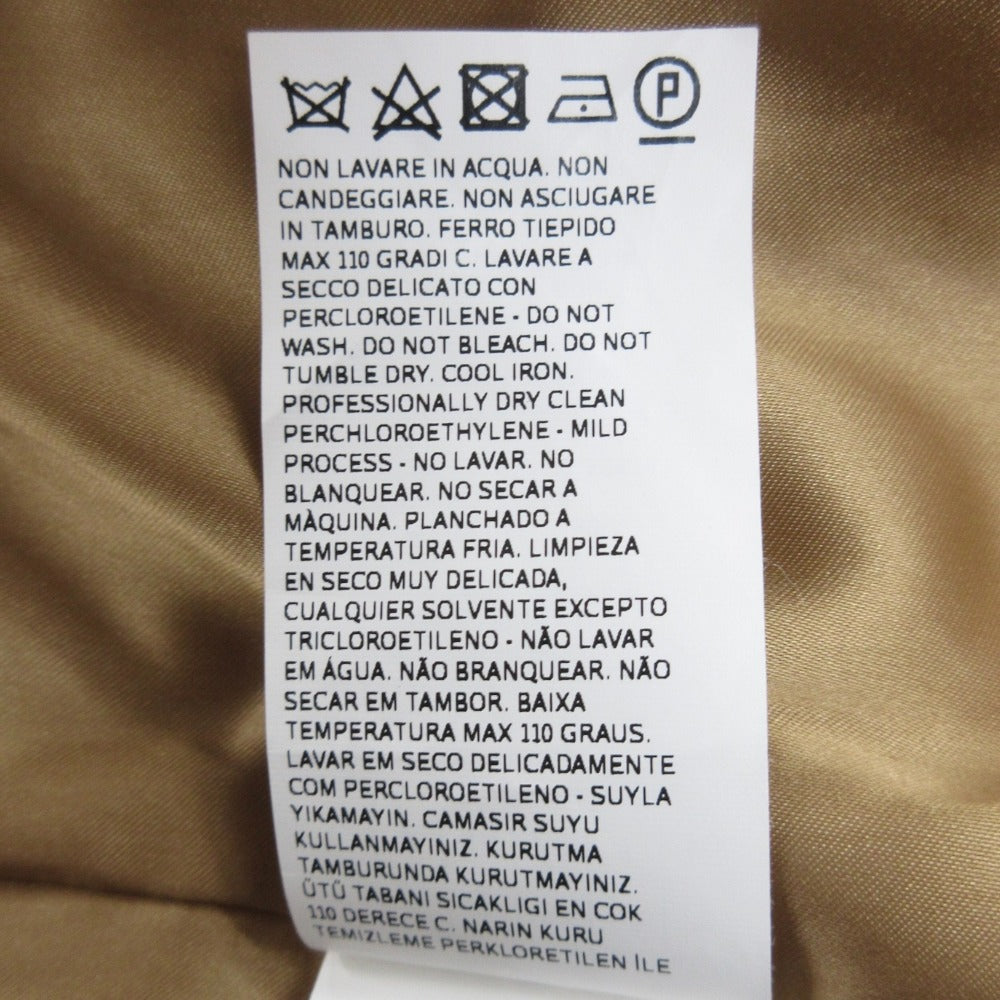 P
NON LAVARE IN ACQUA. NON
CANDEGGIARE. NON ASCIUGARE
IN TAMBURO. FERRO TIEPIDO
MAX 110 GRADI C. LAVARE A
SECCO DELICATO CON
PERCLOROETILENE - DO NOT
WASH. DO NOT BLEACH. DO NOT
TUMBLE DRY. COOL IRON.
PROFESSIONALLY DRY CLEAN
PERCHLOROETHYLENE - MILD
PROCESS - NO LAVAR. NO
BLANQUEAR. NO SECAR A
MÀQUINA. PLANCHADO A
TEMPERATURA FRIA. LIMPIEZA
EN SECO MUY DELICADA,
CUALQUIER SOLVENTE EXCEPTO
TRICLOROETILENO - NÃO LAVAR
EM ÁGUA. NÃO BRANQUEAR. NÃO
SECAR EM TAMBOR. BAIXA
TEMPERATURA MAX 110 GRAUS.
LAVAR EM SECO DELICADAMENTE
COM PERCLOROETILENO - SUYLA
YIKAMAYIN. CAMASIR SUYU
KULLANMAYINIZ. KURUTMA
TAMBURUNDA KURUTMAYINIZ.
ÜTÜ TABANI SICAKLIGI EN COK
110 DERECE C. NARIN KURU
TEMIZLEME PERKLORETILEN İLE